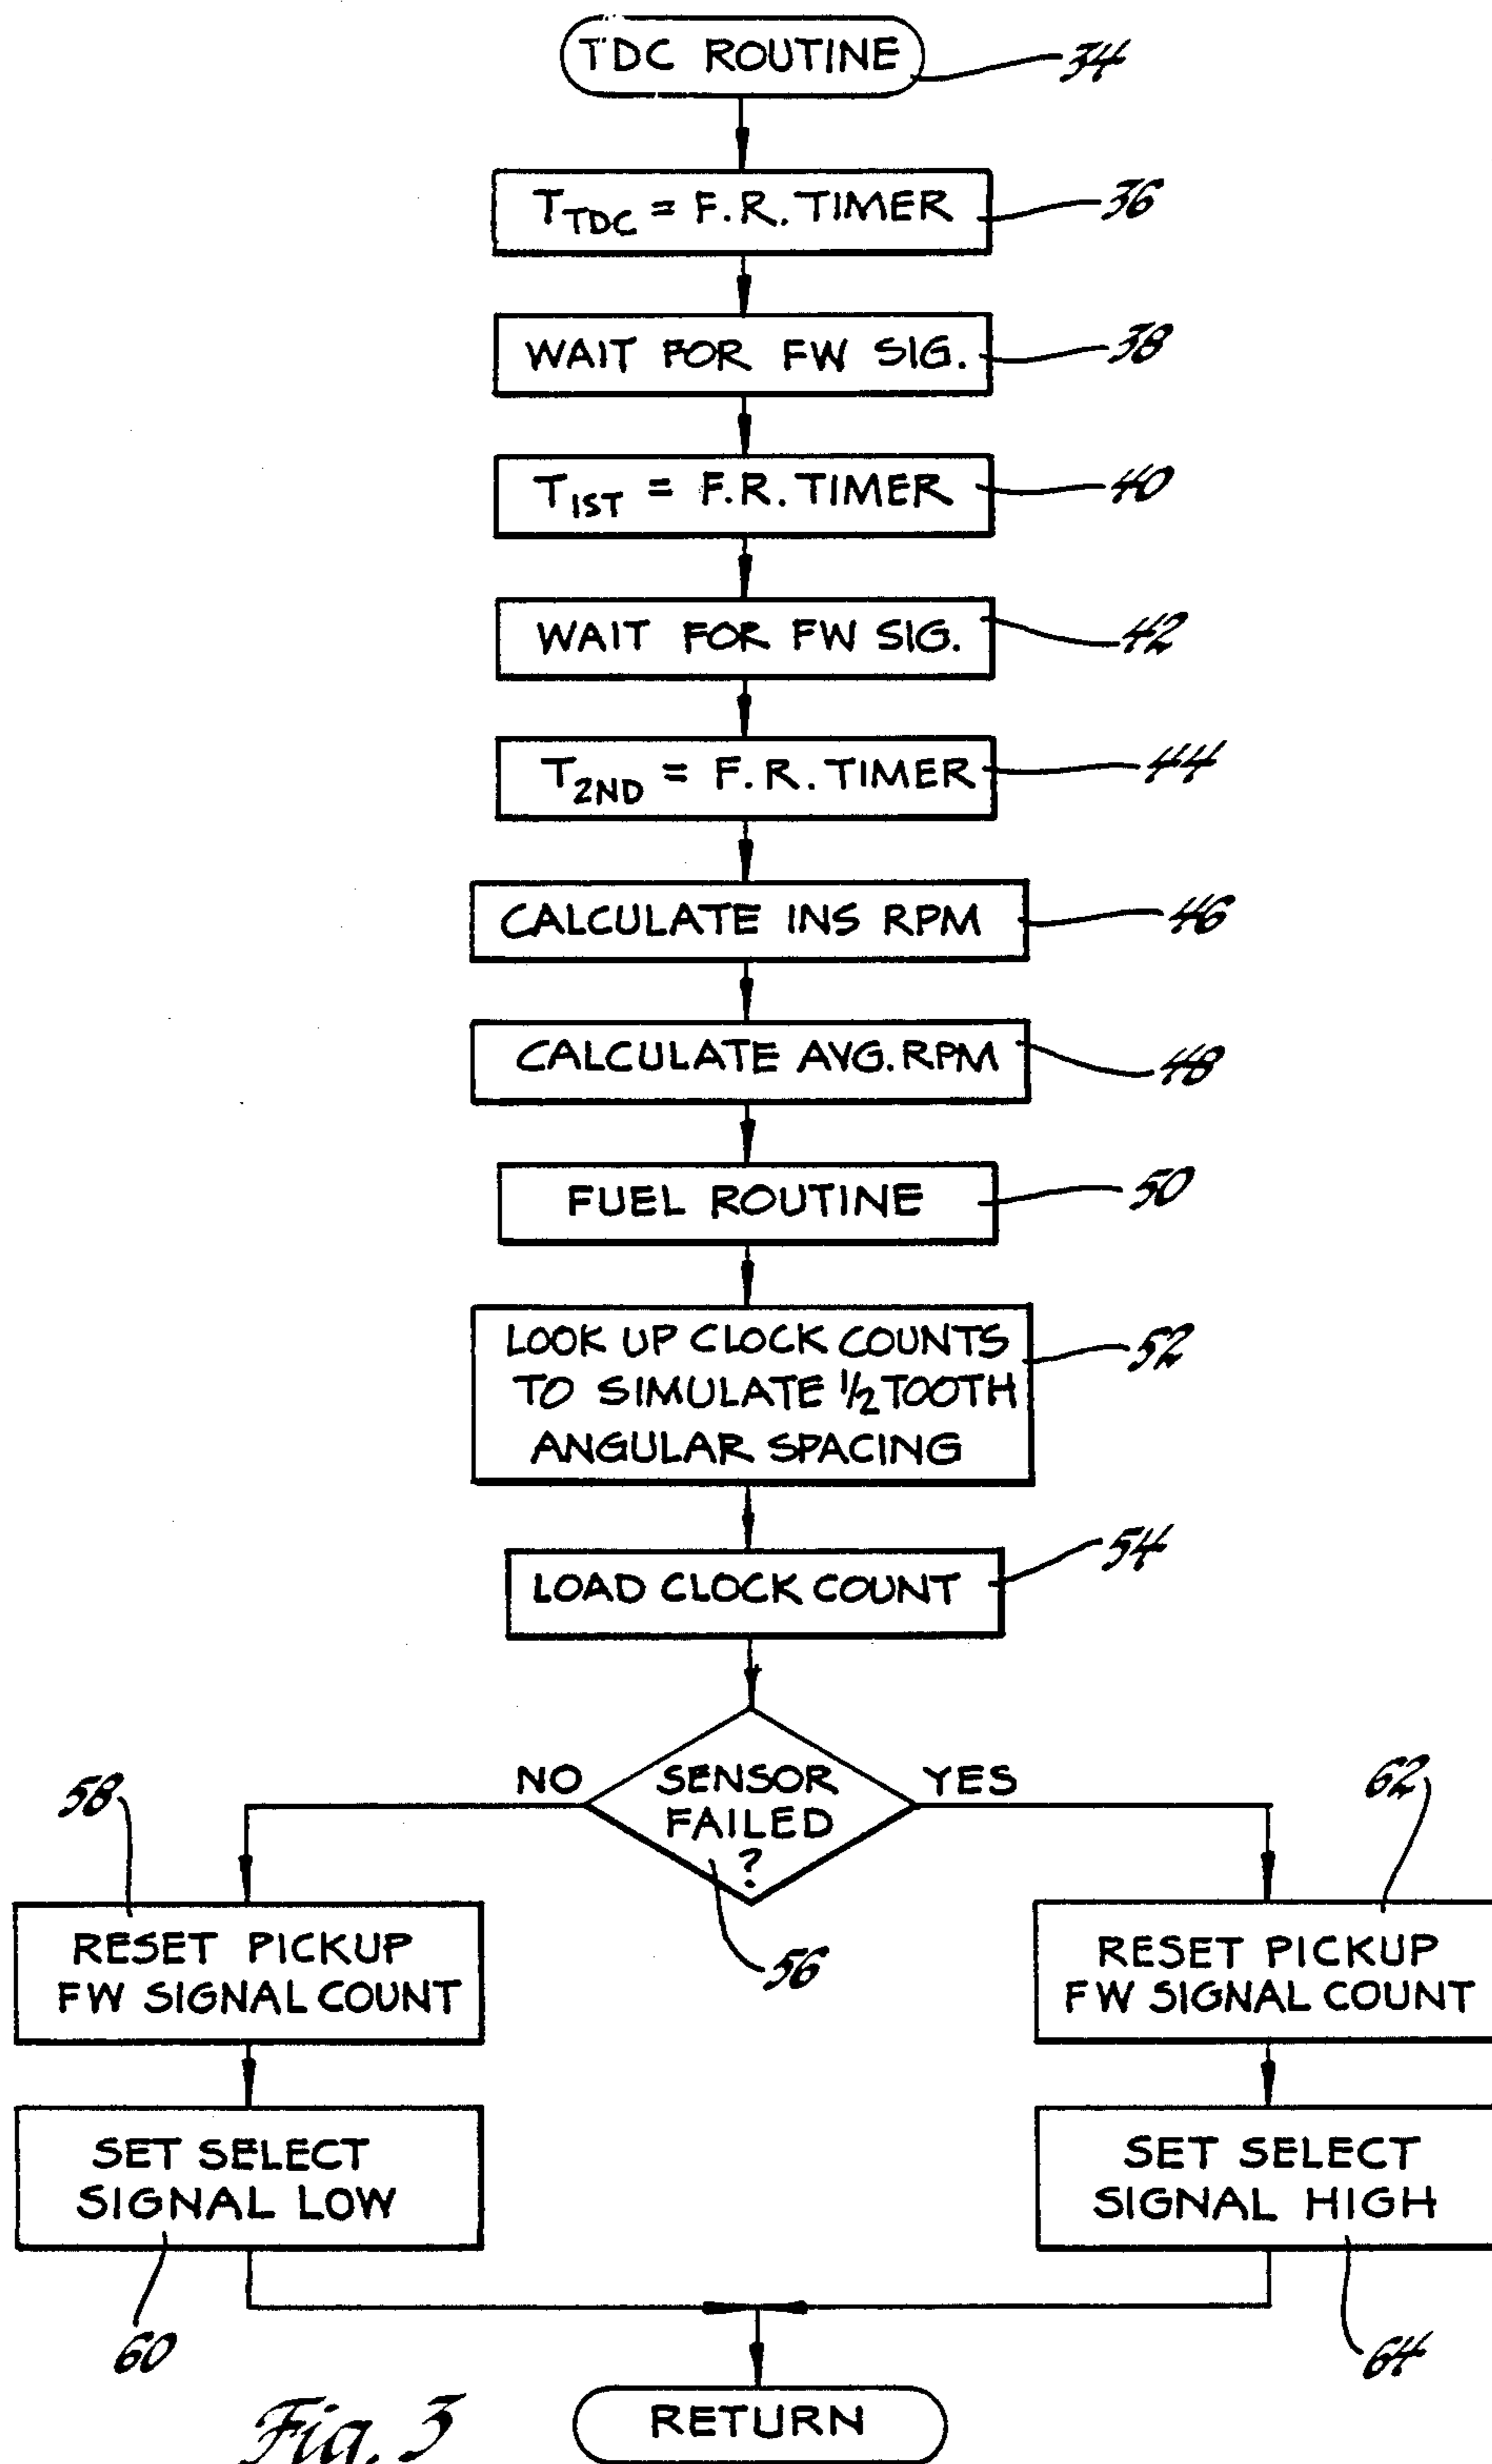 TDC ROUTINE
34
T_TDC = F.R. TIMER
36
WAIT FOR FW SIG.
38
T_1ST = F.R. TIMER
40
WAIT FOR FW SIG.
42
T_2ND = F.R. TIMER
44
CALCULATE INS RPM
46
CALCULATE AVG. RPM
48
FUEL ROUTINE
50
LOOK UP CLOCK COUNTS
TO SIMULATE 1/2 TOOTH
ANGULAR SPACING
52
LOAD CLOCK COUNT
54
SENSOR
FAILED
?
56
NO
YES
58
RESET PICKUP
FW SIGNAL COUNT
62
RESET PICKUP
FW SIGNAL COUNT
SET SELECT
SIGNAL LOW
60
SET SELECT
SIGNAL HIGH
64
RETURN
Fig. 3